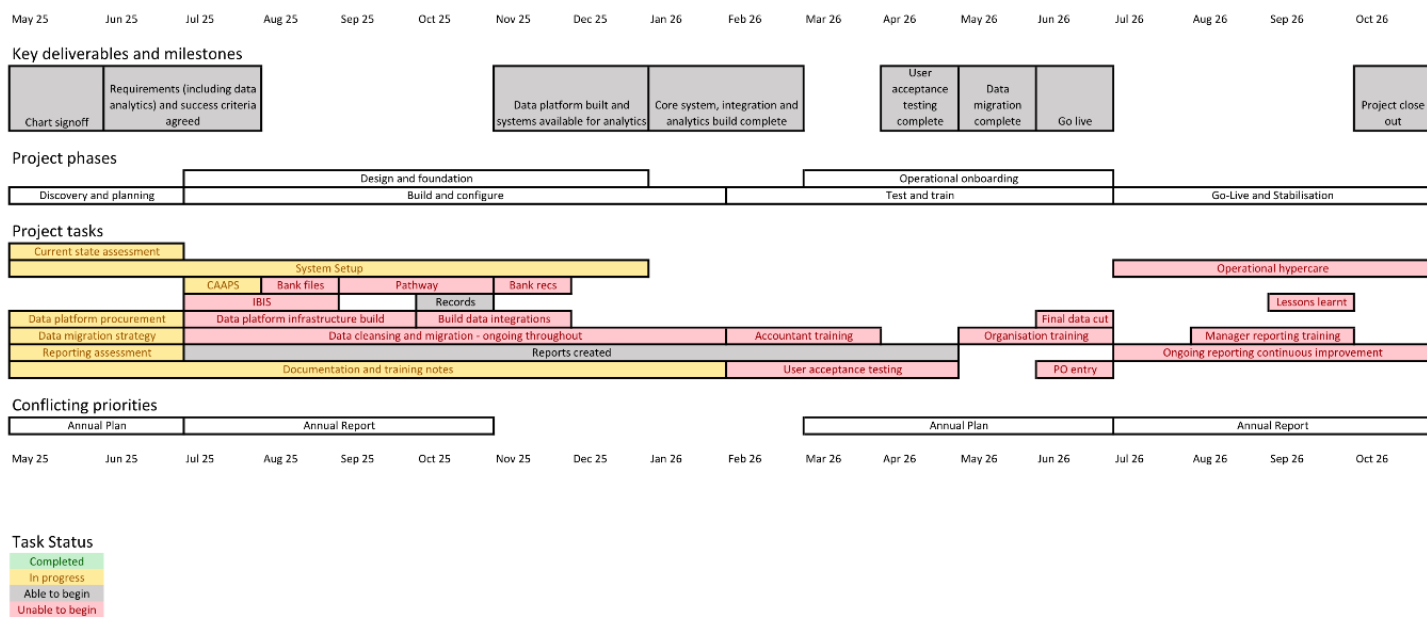 May 25 Jun 25 Jul 25 Aug 25 Sep 25 Oct 25 Nov 25 Dec 25 Jan 26 Feb 26 Mar 26 Apr 26 May 26 Jun 26 Jul 26 Aug 26 Sep 26 Oct 26
Key deliverables and milestones
Chart signoff
Requirements (including data
analytics) and success criteria
agreed
Data platform built and
systems available for analytics
Core system, integration and
analytics build complete
User
acceptance
testing
complete
Data
migration
complete
Go live
Project close
out
Project phases
Design and foundation Operational onboarding
Discovery and planning Build and configure Test and train Go-Live and Stabilisation
Project tasks
Current state assessment
System Setup Operational hypercare
CAAPS Bank files Pathway Bank recs
IBIS Records Lessons learnt
Data platform procurement Data platform infrastructure build Build data integrations Final data cut
Data migration strategy Data cleansing and migration - ongoing throughout Accountant training Organisation training Manager reporting training
Reporting assessment Reports created Ongoing reporting continuous improvement
Documentation and training notes User acceptance testing PO entry
Conflicting priorities
Annual Plan Annual Report Annual Plan Annual Report
May 25 Jun 25 Jul 25 Aug 25 Sep 25 Oct 25 Nov 25 Dec 25 Jan 26 Feb 26 Mar 26 Apr 26 May 26 Jun 26 Jul 26 Aug 26 Sep 26 Oct 26
Task Status
Completed
In progress
Able to begin
Unable to begin